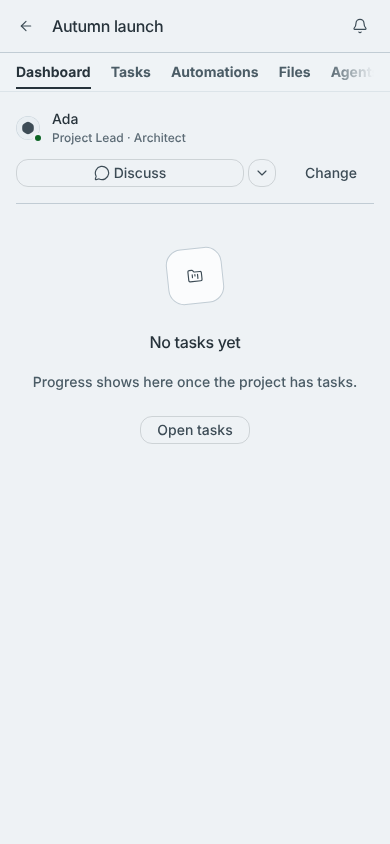 Autumn launch
Dashboard Tasks Automations Files Agent
Ada
Project Lead · Architect
Discuss
Change
No tasks yet
Progress shows here once the project has tasks.
Open tasks